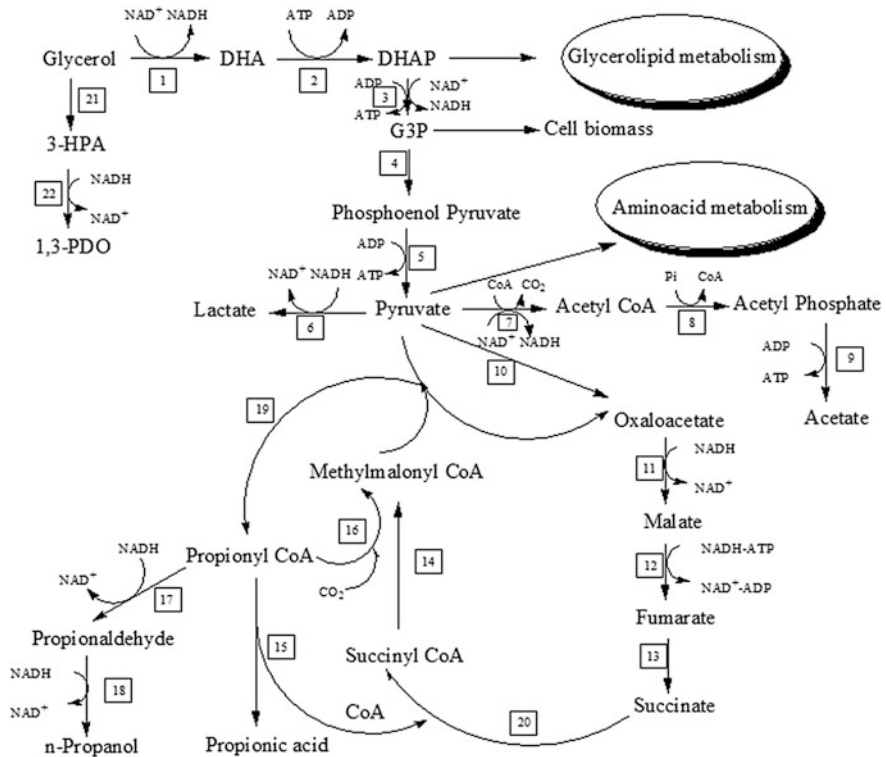 NAD+ NADH
ATP ADP
Glycerol
1
DHA
2
DHAP
Glycerolipid metabolism
21
ADP
3
NAD+
ATP
NADH
3-HPA
G3P
Cell biomass
22
NADH
NAD+
4
1,3-PDO
Phosphoenol Pyruvate
Aminoacid metabolism
ADP
5
ATP
NAD+ NADH
Lactate
6
Pyruvate
CoA CO2
7
NAD+ NADH
Acetyl CoA
Pi CoA
8
Acetyl Phosphate
ADP
9
ATP
Acetate
10
19
Oxaloacetate
11
NADH
NAD+
Methylmalonyl CoA
Malate
16
Propionyl CoA
CO2
14
12
NADH-ATP
NAD+-ADP
NADH
NAD+
17
Fumarate
Propionaldehyde
15
Succinyl CoA
13
NADH
18
NAD+
CoA
20
Succinate
n-Propanol
Propionic acid